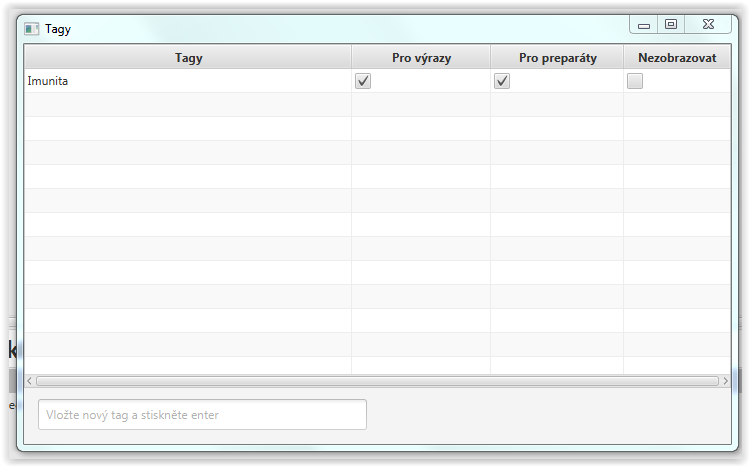 Tagy
Tagy Pro výrazy Pro preparáty Nezobrazovat
Imunita
k
e
Vložte nový tag a stiskněte enter